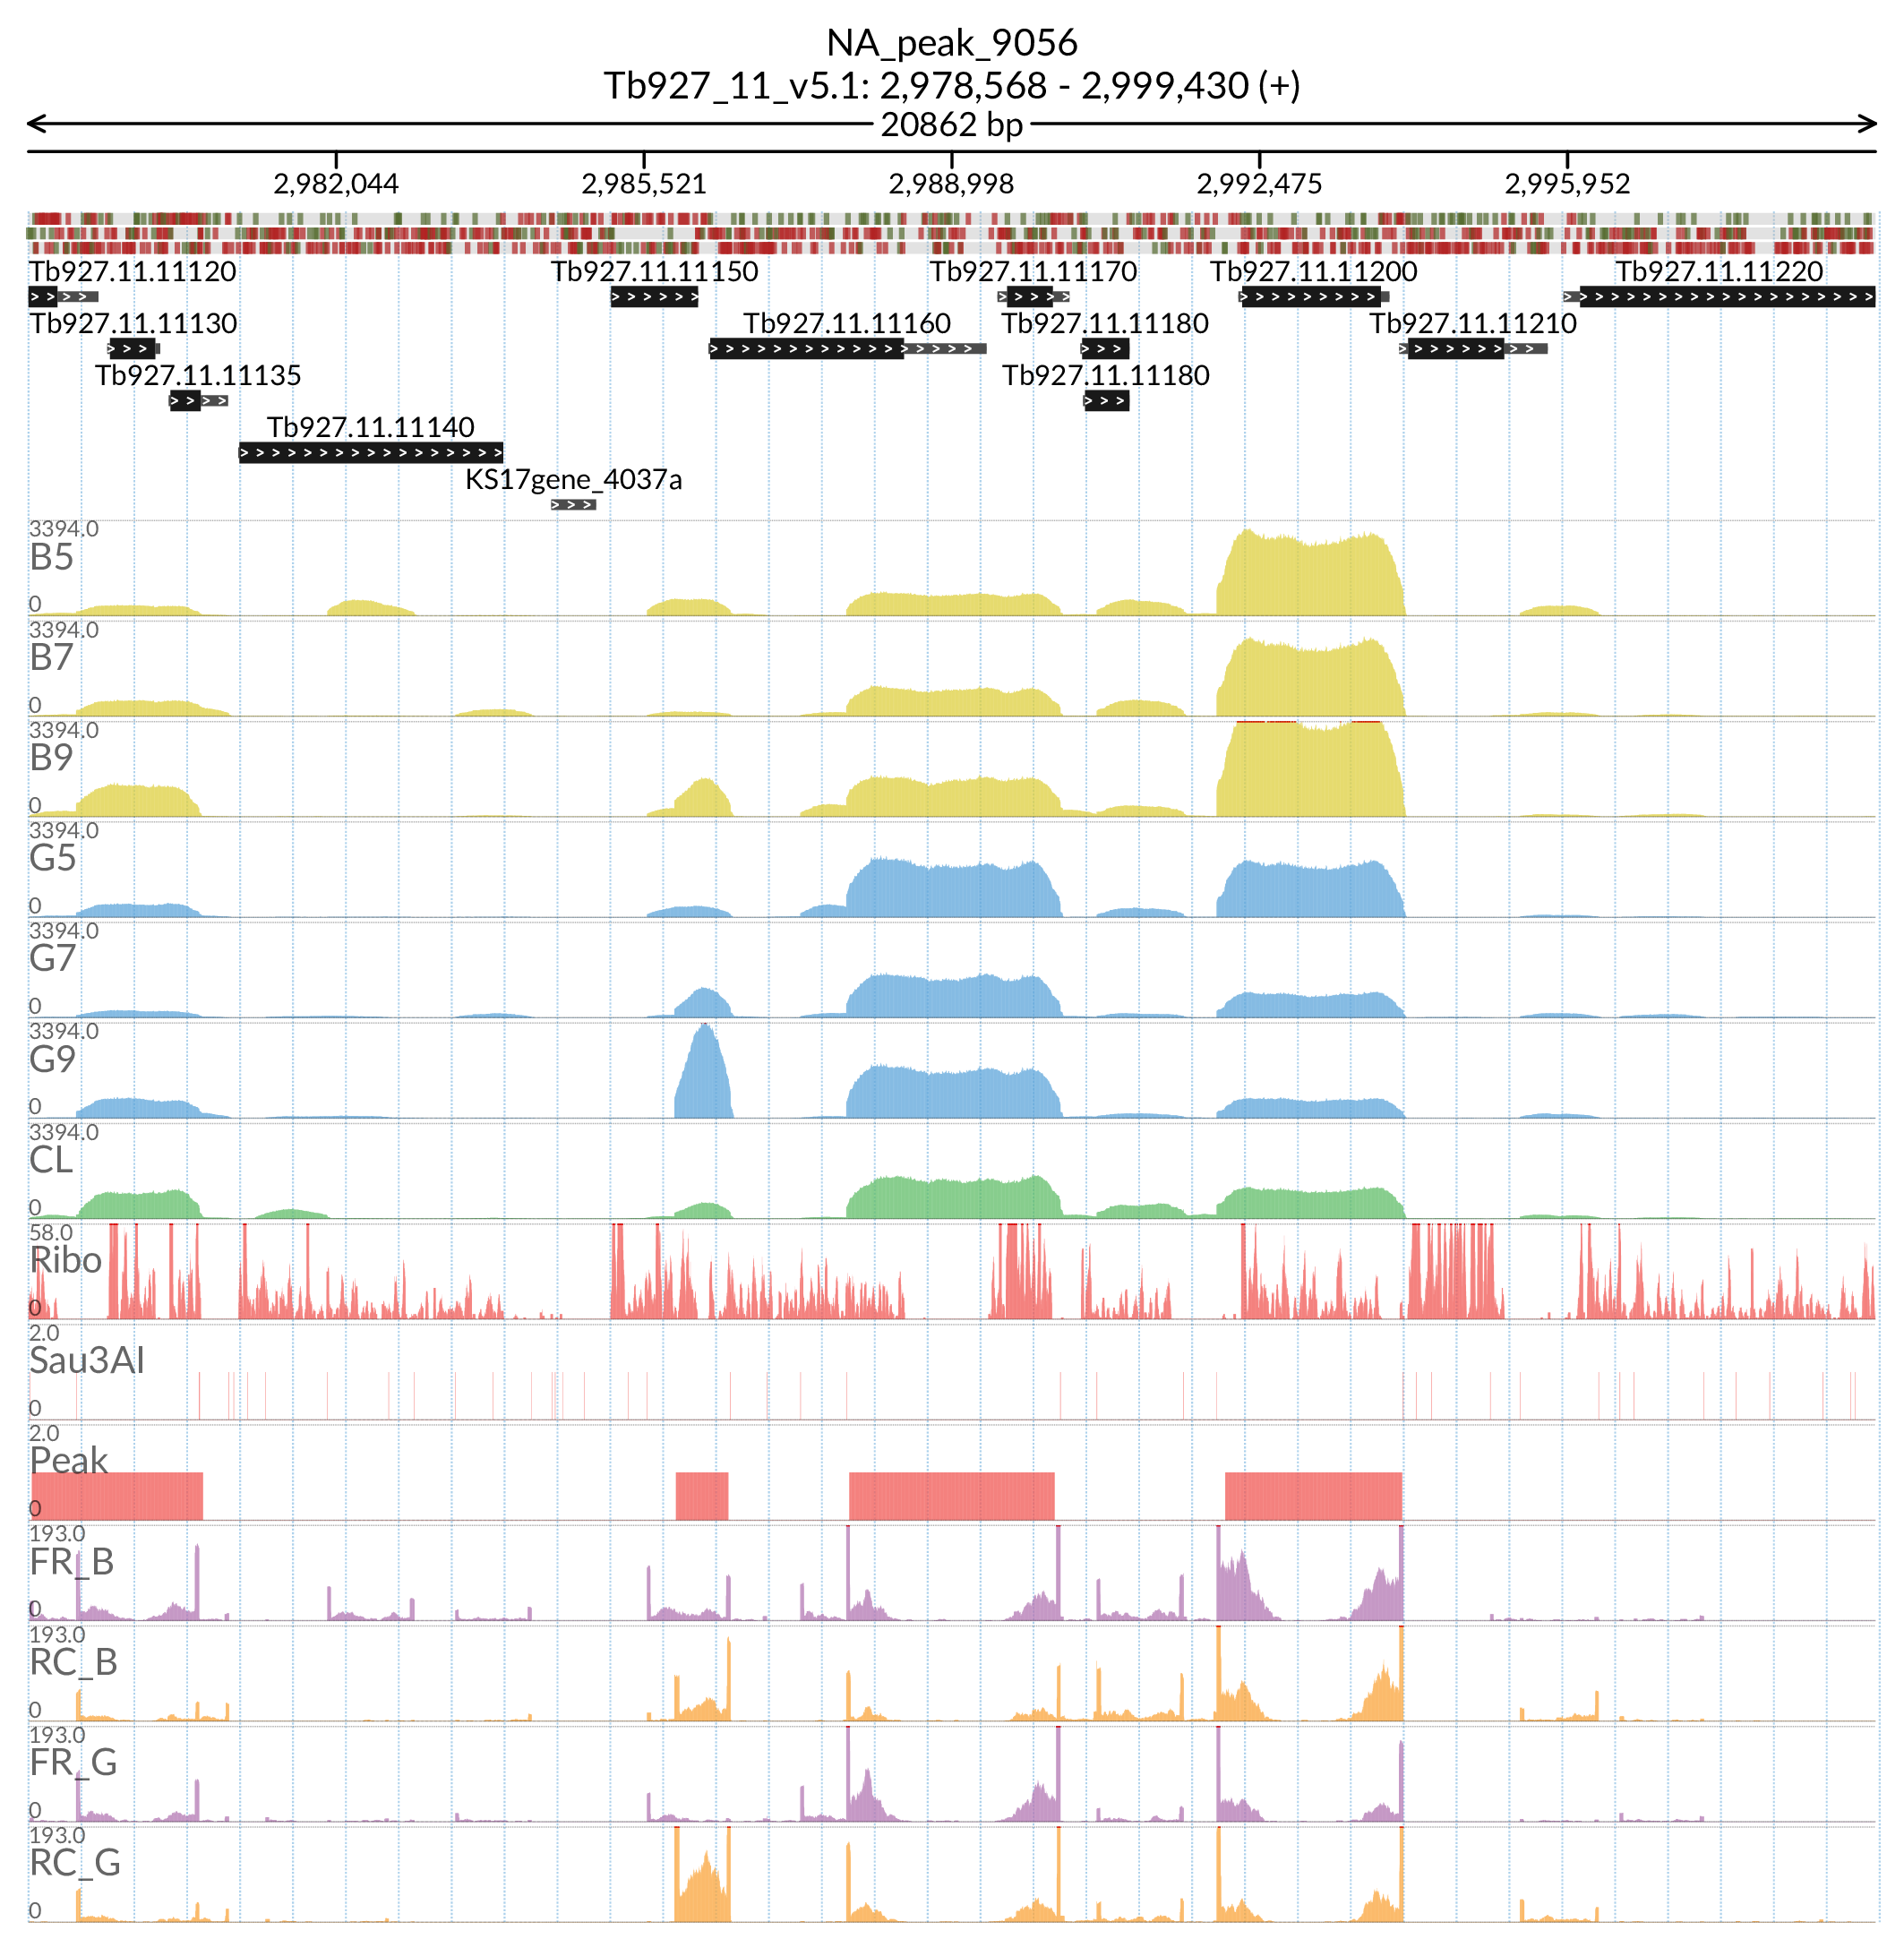 NA_peak_9056
Tb927_11_v5.1: 2,978,568 - 2,999,430 (+)
20862 bp
2,982,044 2,985,521 2,988,998 2,992,475 2,995,952
Tb927.11.11120 Tb927.11.11150 Tb927.11.11170 Tb927.11.11200 Tb927.11.11220
Tb927.11.11130 Tb927.11.11160 Tb927.11.11180 Tb927.11.11210
Tb927.11.11135 Tb927.11.11180
Tb927.11.11140
KS17gene_4037a
3394.0
B5
0
3394.0
B7
0
3394.0
B9
0
3394.0
G5
0
3394.0
G7
0
3394.0
G9
0
3394.0
CL
0
58.0
Ribo
0
2.0
Sau3AI
0
2.0
Peak
0
193.0
FR_B
0
193.0
RC_B
0
193.0
FR_G
0
193.0
RC_G
0